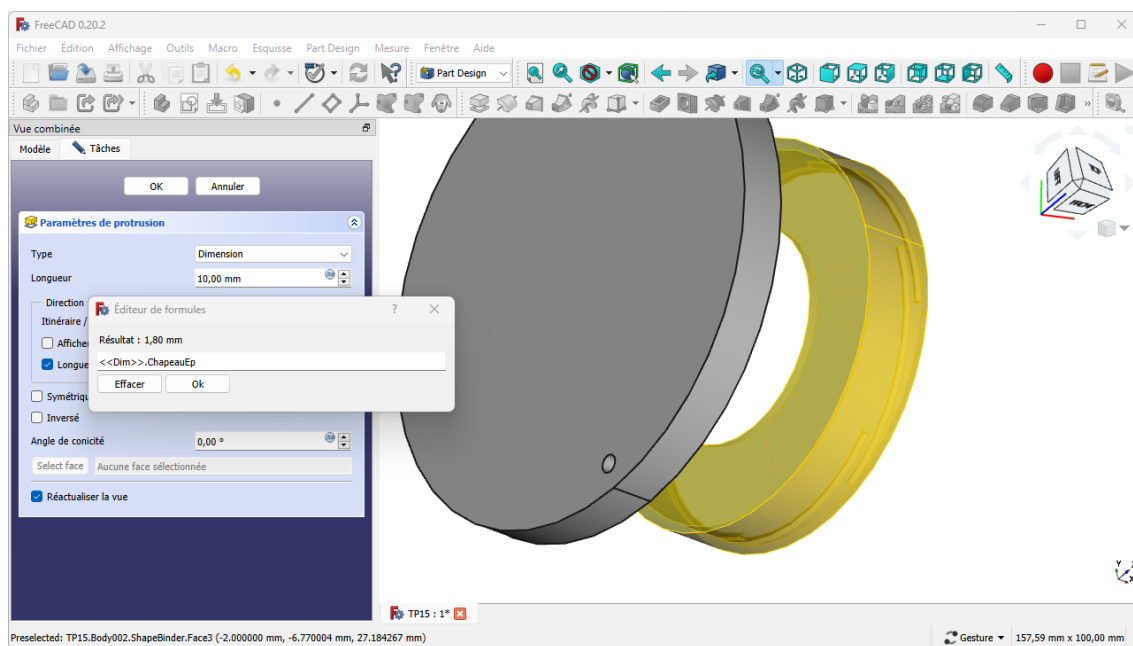 FreeCAD 0.20.2
Fichier Édition Affichage Outils Macro Esquisse Part Design Mesure Fenêtre Aide
Part Design
Vue combinée
Modèle Tâches
OK Annuler
Paramètres de protrusion
Type Dimension
Longueur 10,00 mm
Direction
Itinéraire /
Affiche
Longue
Éditeur de formules ? 
Résultat : 1,80 mm
<<Dim>>.ChapeauEp
Effacer Ok
Symétriq
Inversé
Angle de conicité 0,00 °
Select face Aucune face sélectionnée
Réactualiser la vue
TP15 : 1*
Preselected: TP15.Body002.ShapeBinder.Face3 (-2.000000 mm, -6.770004 mm, 27.184267 mm)
Gesture 157,59 mm x 100,00 mm